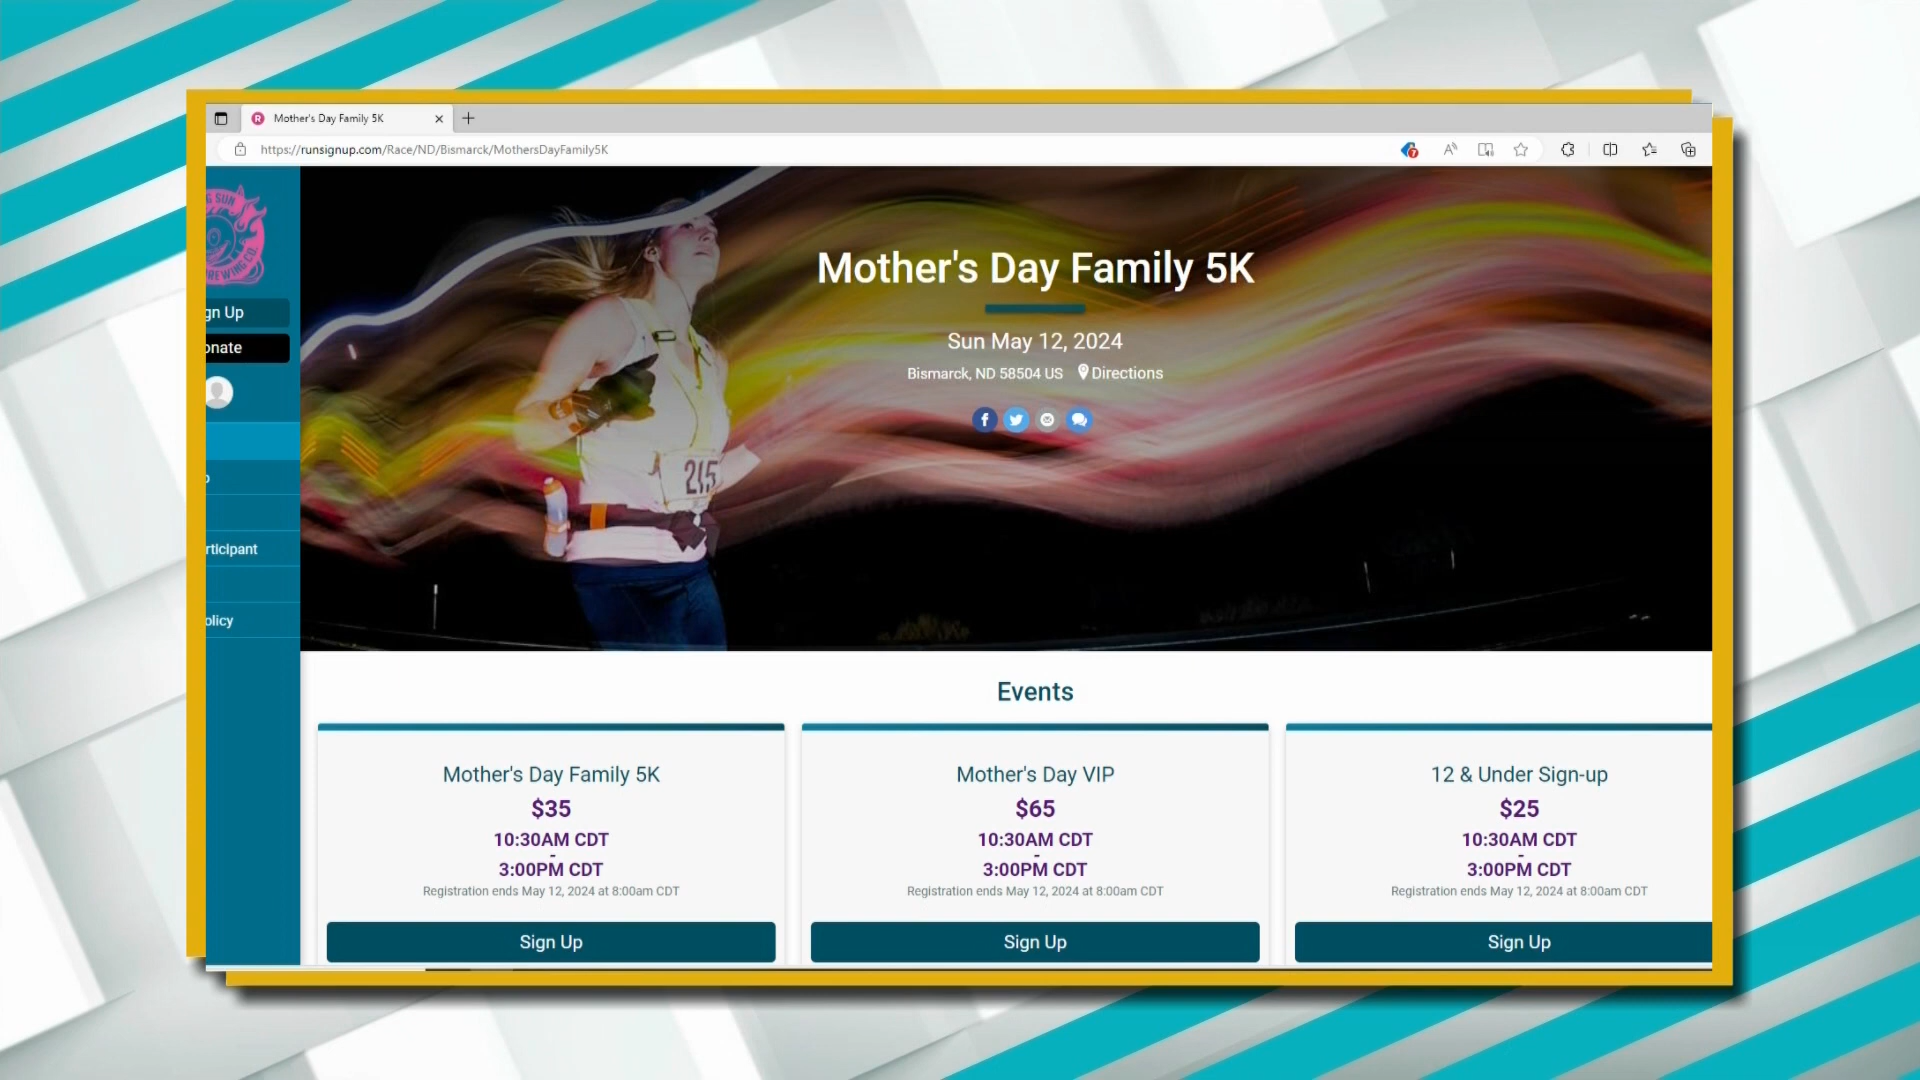 Mother's Day Family 5K
https://runsignup.com/Race/ND/Bismarck/MothersDayFamily5K
G SUN
REWING CO.
gn Up
onate
rticipant
olicy
Mother's Day Family 5K
Sun May 12, 2024
Bismarck, ND 58504 US Directions
215
Events
Mother's Day Family 5K
$35
10:30AM CDT
-
3:00PM CDT
Registration ends May 12, 2024 at 8:00am CDT
Sign Up
Mother's Day VIP
$65
10:30AM CDT
-
3:00PM CDT
Registration ends May 12, 2024 at 8:00am CDT
Sign Up
12 & Under Sign-up
$25
10:30AM CDT
-
3:00PM CDT
Registration ends May 12, 2024 at 8:00am CDT
Sign Up